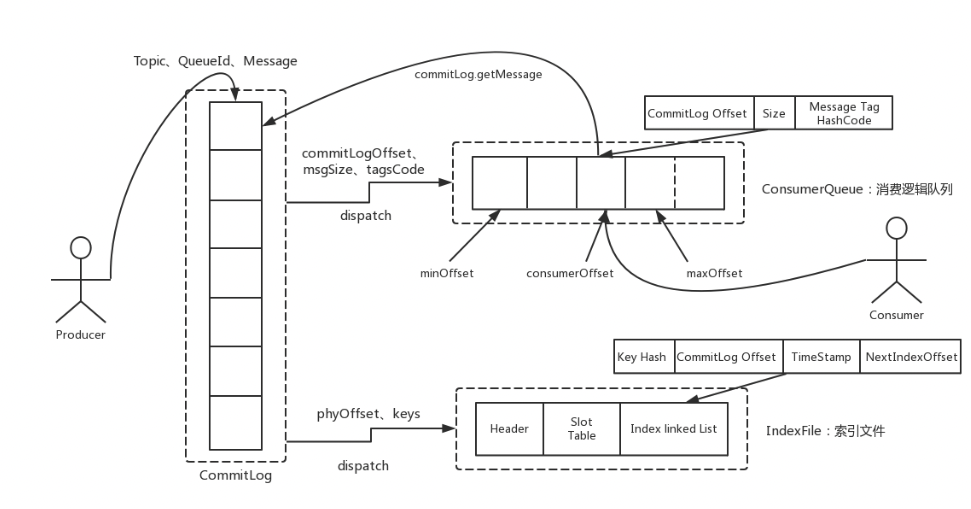 Topic、QueueId、Message
commitLog.getMessage
CommitLog Offset
Size
Message Tag
HashCode
commitLogOffset、
msgSize、tagsCode
dispatch
ConsumerQueue：消费逻辑队列
minOffset
consumerOffset
maxOffset
Producer
Consumer
Key Hash
CommitLog Offset
TimeStamp
NextIndexOffset
phyOffset、keys
dispatch
Header
Slot
Table
Index linked List
IndexFile：索引文件
CommitLog